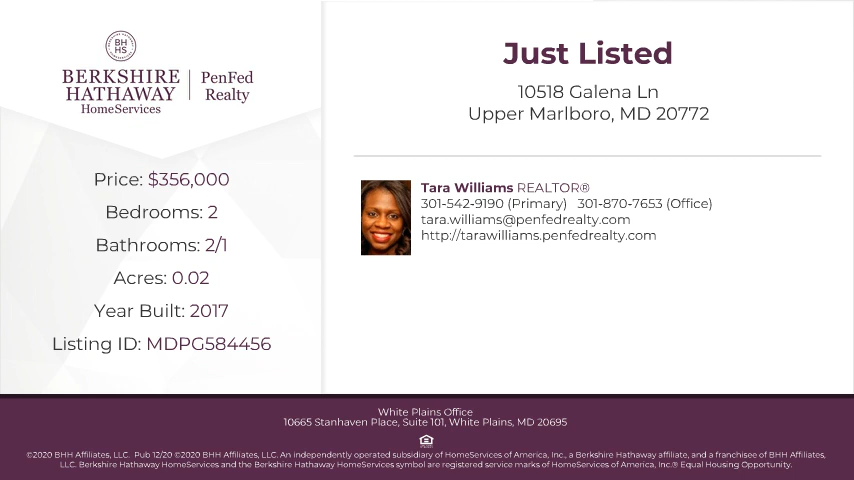 BH
HS
BERKSHIRE
HATHAWAY
HomeServices
PenFed
Realty
Price: $356,000
Bedrooms: 2
Bathrooms: 2/1
Acres: 0.02
Year Built: 2017
Listing ID: MDPG584456
Just Listed
10518 Galena Ln
Upper Marlboro, MD 20772
Tara Williams REALTOR®
301-542-9190 (Primary) 301-870-7653 (Office)
tara.williams@penfedrealty.com
http://tarawilliams.penfedrealty.com
White Plains Office
10665 Stanhaven Place, Suite 101, White Plains, MD 20695
©2020 BHH Affiliates, LLC. Pub 12/20 ©2020 BHH Affiliates, LLC. An independently operated subsidiary of HomeServices of America, Inc., a Berkshire Hathaway affiliate, and a franchisee of BHH Affiliates,
LLC. Berkshire Hathaway HomeServices and the Berkshire Hathaway HomeServices symbol are registered service marks of HomeServices of America, Inc.® Equal Housing Opportunity.